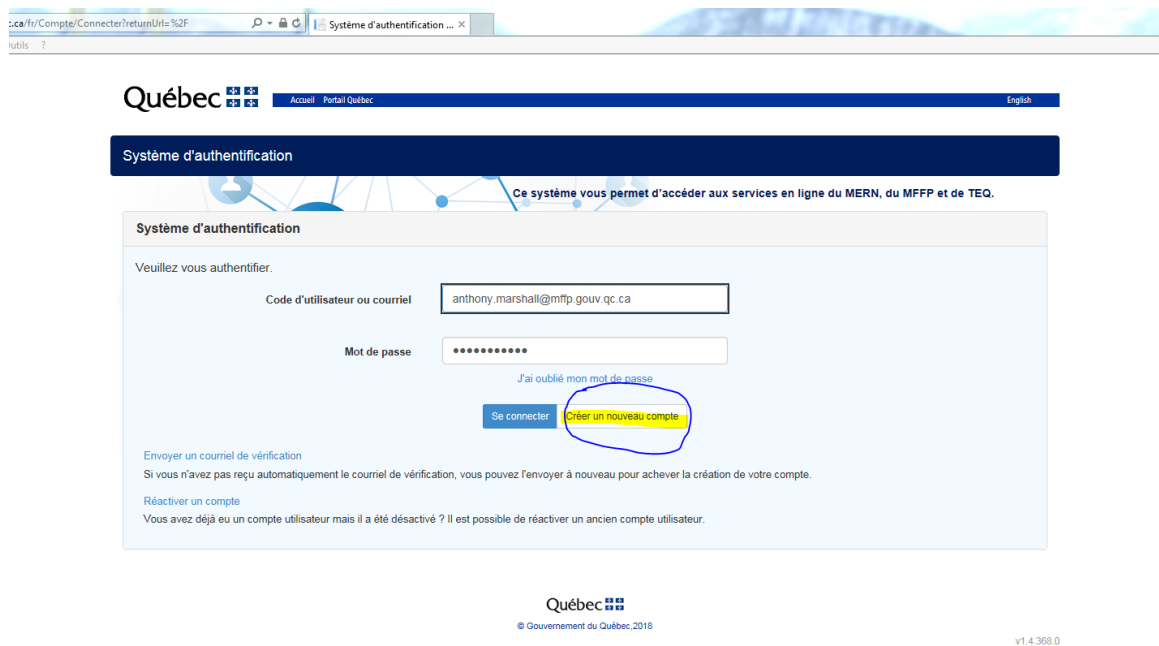 c.ca/fr/Compte/Connecter?returnUrl=%2F
Système d'authentification ... ×
Outils ?
Québec
Accueil Portail Québec English
Système d'authentification
Ce système vous permet d'accéder aux services en ligne du MERN, du MFFP et de TEQ.
Système d'authentification
Veuillez vous authentifier.
Code d'utilisateur ou courriel anthony.marshall@mffp.gouv.qc.ca
Mot de passe •••••••••••
J'ai oublié mon mot de passe
Se connecter Créer un nouveau compte
Envoyer un courriel de vérification
Si vous n'avez pas reçu automatiquement le courriel de vérification, vous pouvez l'envoyer à nouveau pour achever la création de votre compte.
Réactiver un compte
Vous avez déjà eu un compte utilisateur mais il a été désactivé ? Il est possible de réactiver un ancien compte utilisateur.
Québec
© Gouvernement du Québec,2018
v1.4.368.0